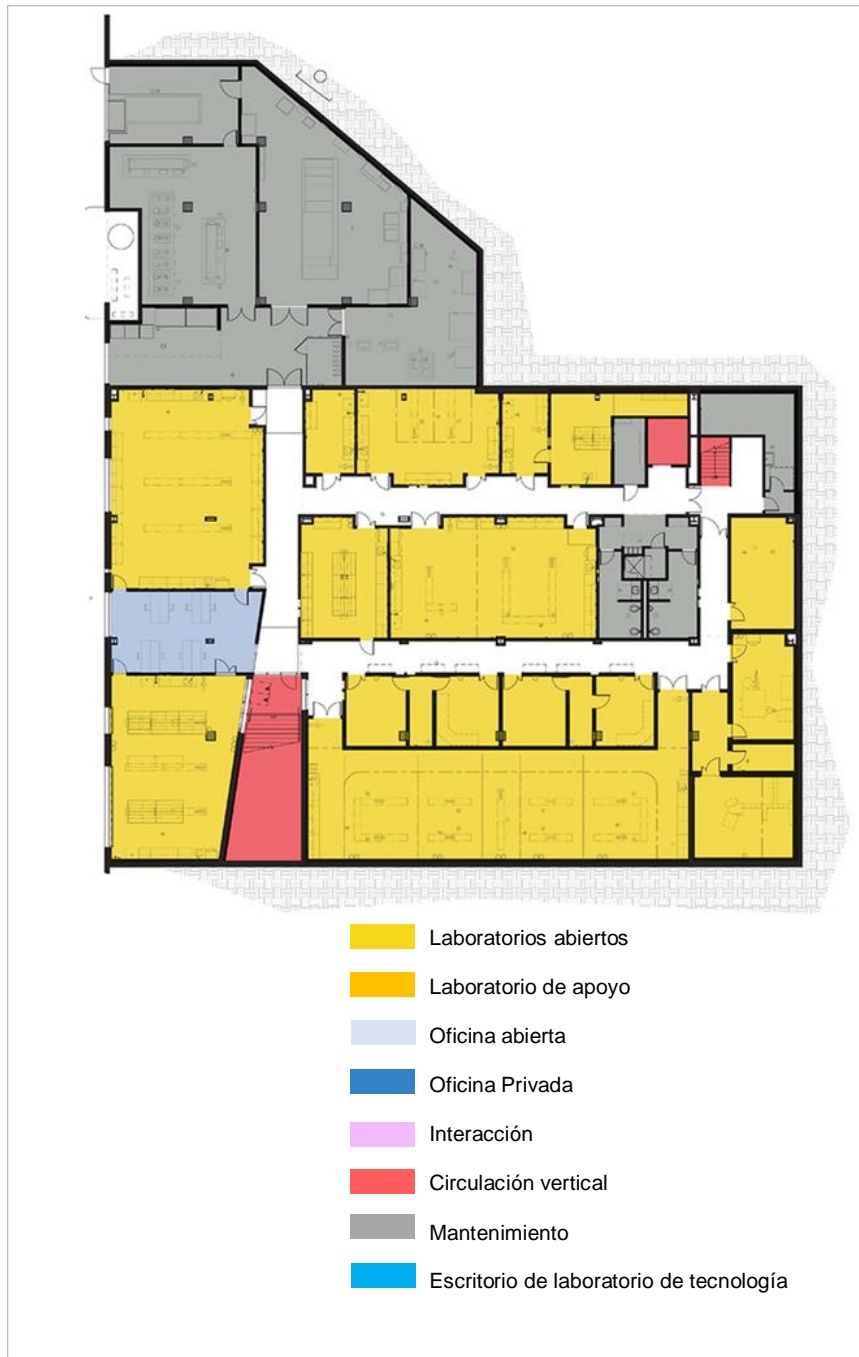 Laboratorios abiertos
Laboratorio de apoyo
Oficina abierta
Oficina Privada
Interacción
Circulación vertical
Mantenimiento
Escritorio de laboratorio de tecnología